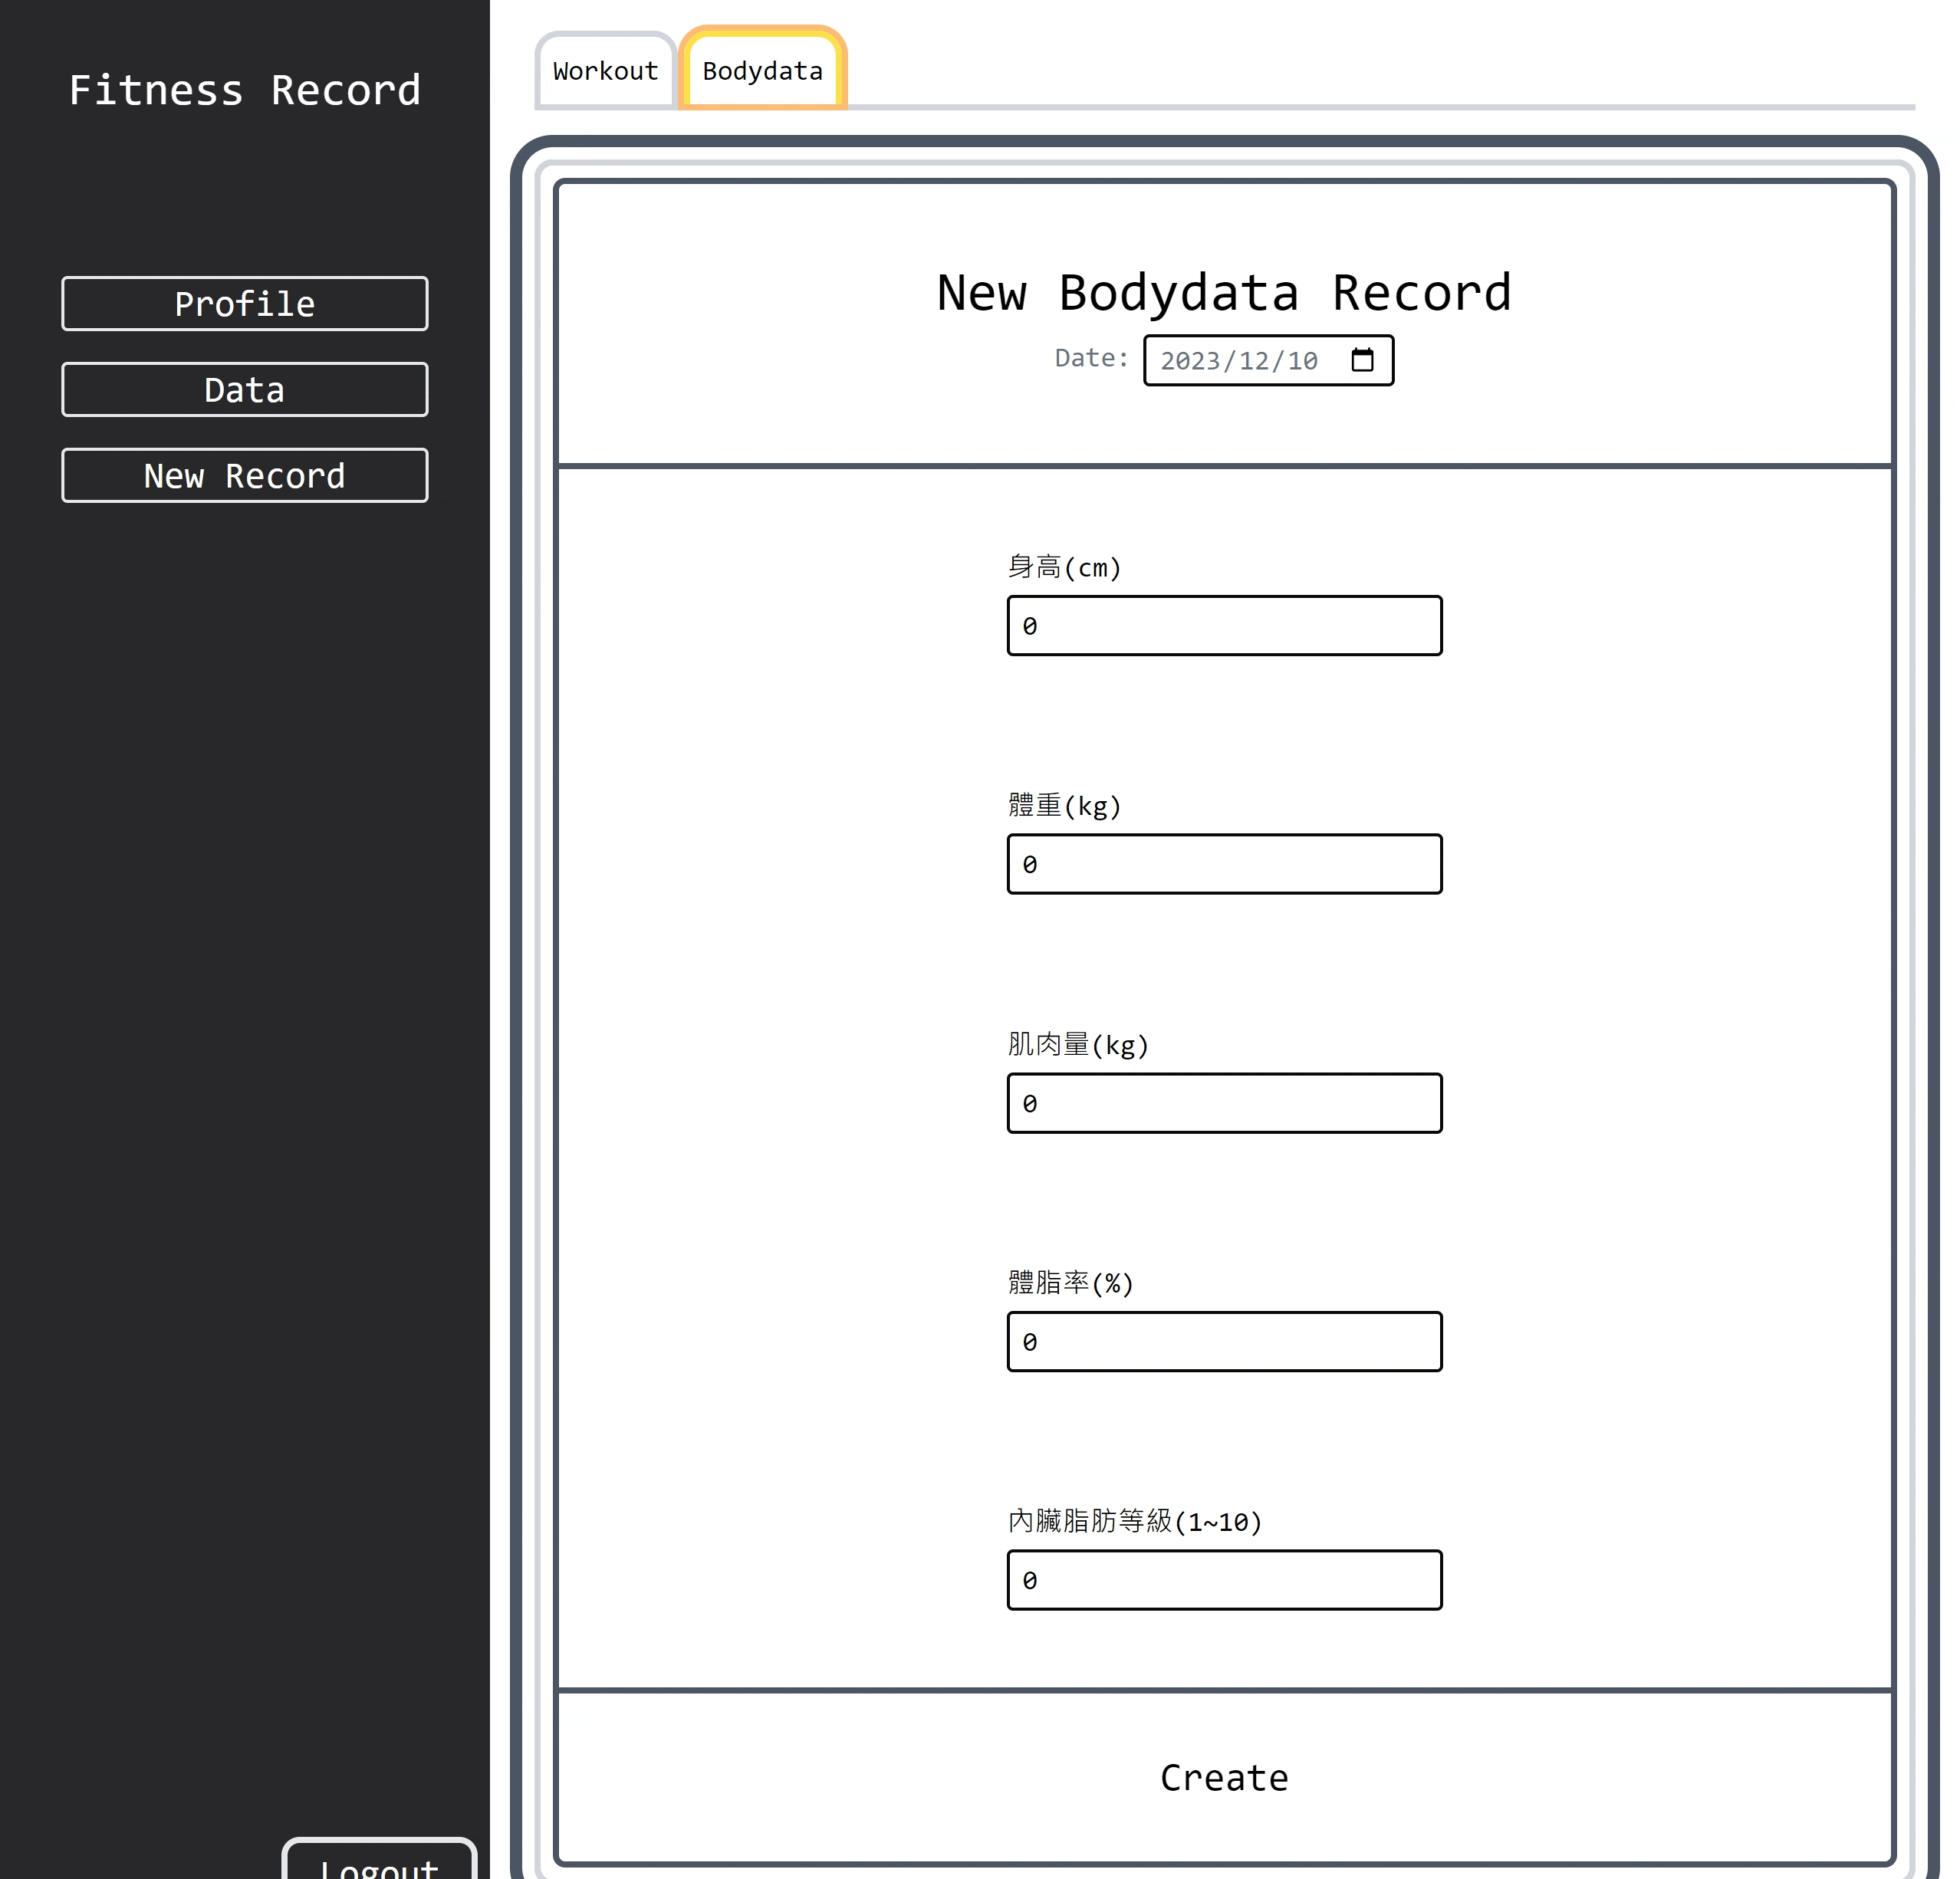 Fitness Record
Profile
Data
New Record
Logout
Workout
Bodydata
New Bodydata Record
Date: 2023/12/10
身高(cm)
0
體重(kg)
0
肌肉量(kg)
0
體脂率(%)
0
內臟脂肪等級(1~10)
0
Create